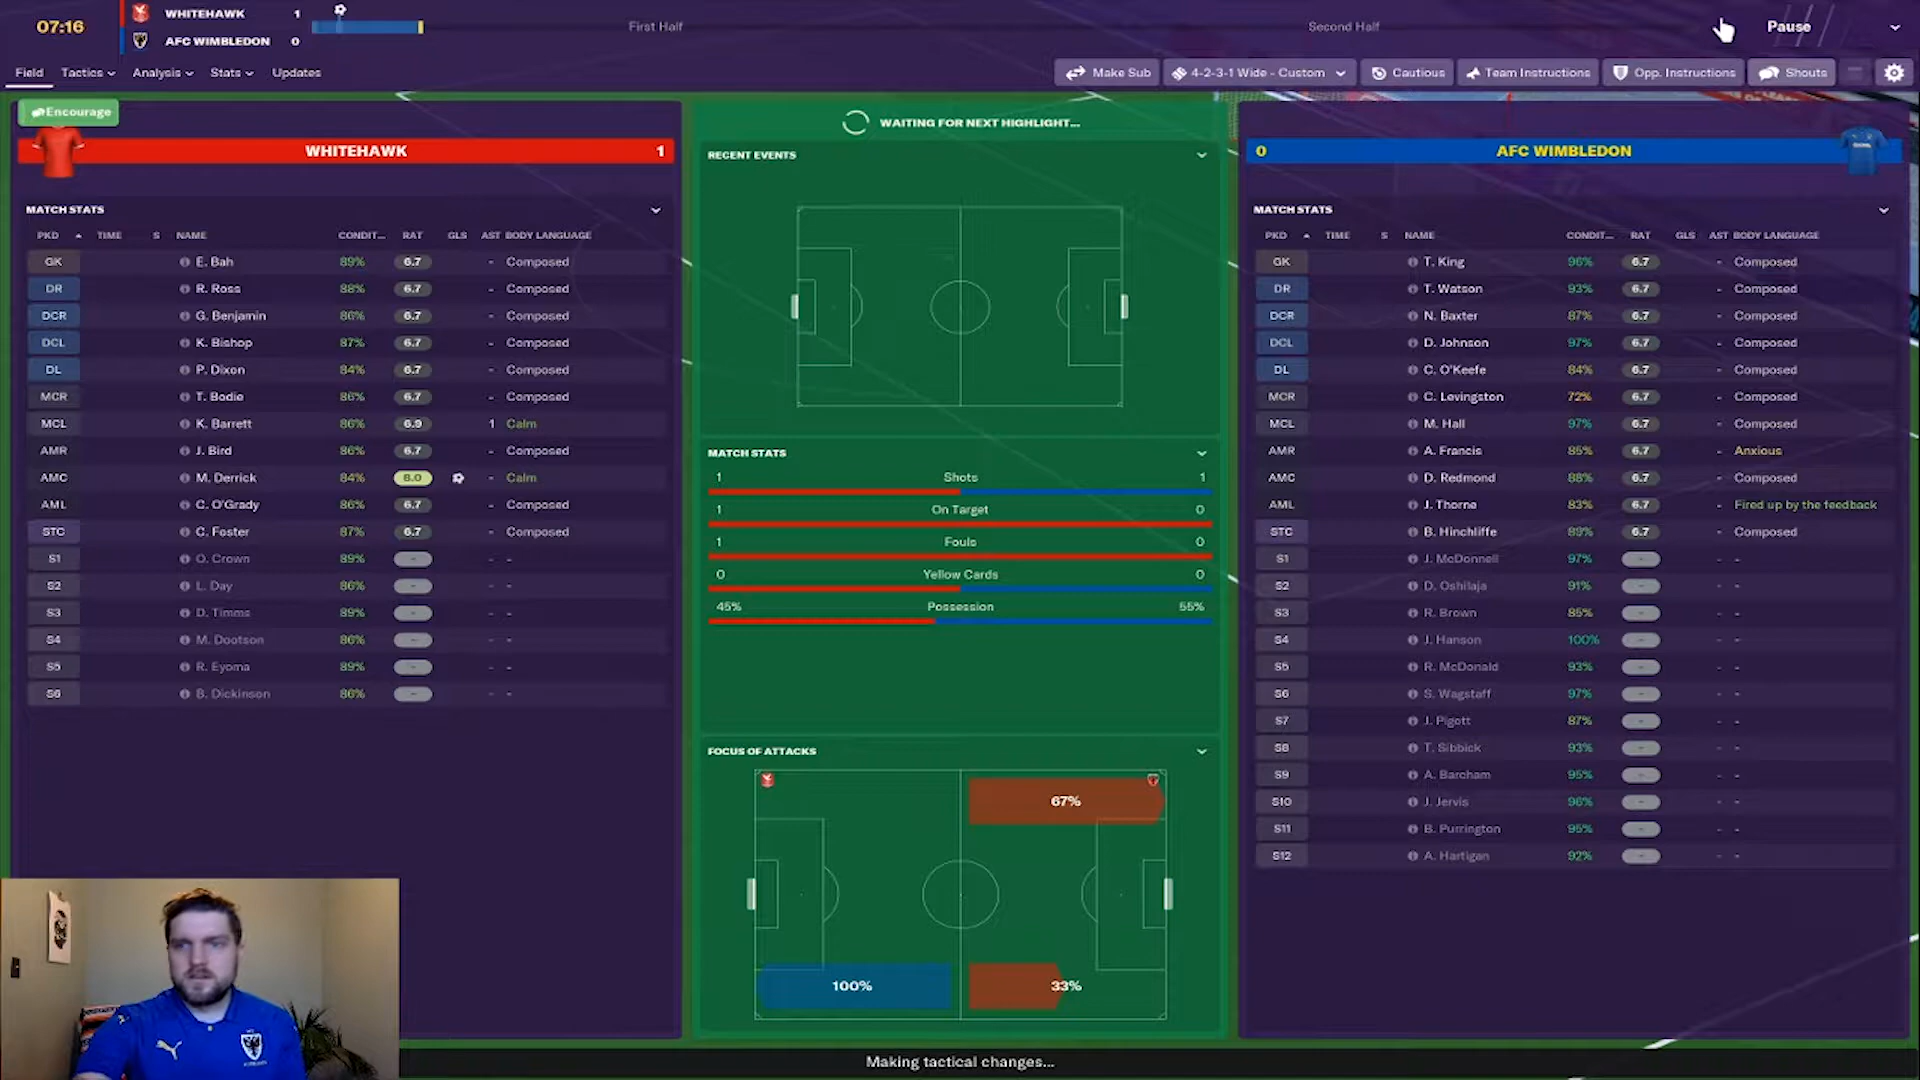 07:16
WHITEHAWK 1
AFC WIMBLEDON 0
First Half
Second Half
Pause
Field Tactics Analysis Stats Updates
Make Sub 4-2-3-1 Wide - Custom Cautious Team Instructions Opp. Instructions Shouts
Encourage
WHITEHAWK 1
MATCH STATS
PKD TIME S NAME CONDIT... RAT GLS AST BODY LANGUAGE
GK E. Bah 89% 6.7 - Composed
DR R. Ross 88% 6.7 - Composed
DCR G. Benjamin 86% 6.7 - Composed
DCL K. Bishop 87% 6.7 - Composed
DL P. Dixon 84% 6.7 - Composed
MCR T. Bodie 86% 6.7 - Composed
MCL K. Barrett 86% 6.9 1 Calm
AMR J. Bird 86% 6.7 - Composed
AMC M. Derrick 84% 8.0 - Calm
AML C. O'Grady 86% 6.7 - Composed
STC C. Foster 87% 6.7 - Composed
S1 O. Crown 89% - - -
S2 L. Day 86% - - -
S3 D. Timms 89% - - -
S4 M. Dootson 86% - - -
S5 R. Eyoma 89% - - -
S6 B. Dickinson 86% - - -
WAITING FOR NEXT HIGHLIGHT...
RECENT EVENTS
MATCH STATS
1 Shots 1
1 On Target 0
1 Fouls 0
0 Yellow Cards 0
45% Possession 55%
FOCUS OF ATTACKS
67%
100%
33%
0 AFC WIMBLEDON
MATCH STATS
PKD TIME S NAME CONDIT... RAT GLS AST BODY LANGUAGE
GK T. King 96% 6.7 - Composed
DR T. Watson 93% 6.7 - Composed
DCR N. Baxter 87% 6.7 - Composed
DCL D. Johnson 97% 6.7 - Composed
DL C. O'Keefe 84% 6.7 - Composed
MCR C. Levingston 72% 6.7 - Composed
MCL M. Hall 97% 6.7 - Composed
AMR A. Francis 85% 6.7 - Anxious
AMC D. Redmond 88% 6.7 - Composed
AML J. Thorne 83% 6.7 - Fired up by the feedback
STC B. Hinchliffe 89% 6.7 - Composed
S1 J. McDonnell 97% - - -
S2 D. Oshilaja 91% - - -
S3 R. Brown 85% - - -
S4 J. Hanson 100% - - -
S5 R. McDonald 93% - - -
S6 S. Wagstaff 97% - - -
S7 J. Pigott 87% - - -
S8 T. Sibbick 93% - - -
S9 A. Barcham 95% - - -
S10 J. Jervis 96% - - -
S11 B. Purrington 95% - - -
S12 A. Hartigan 92% - - -
Making tactical changes...